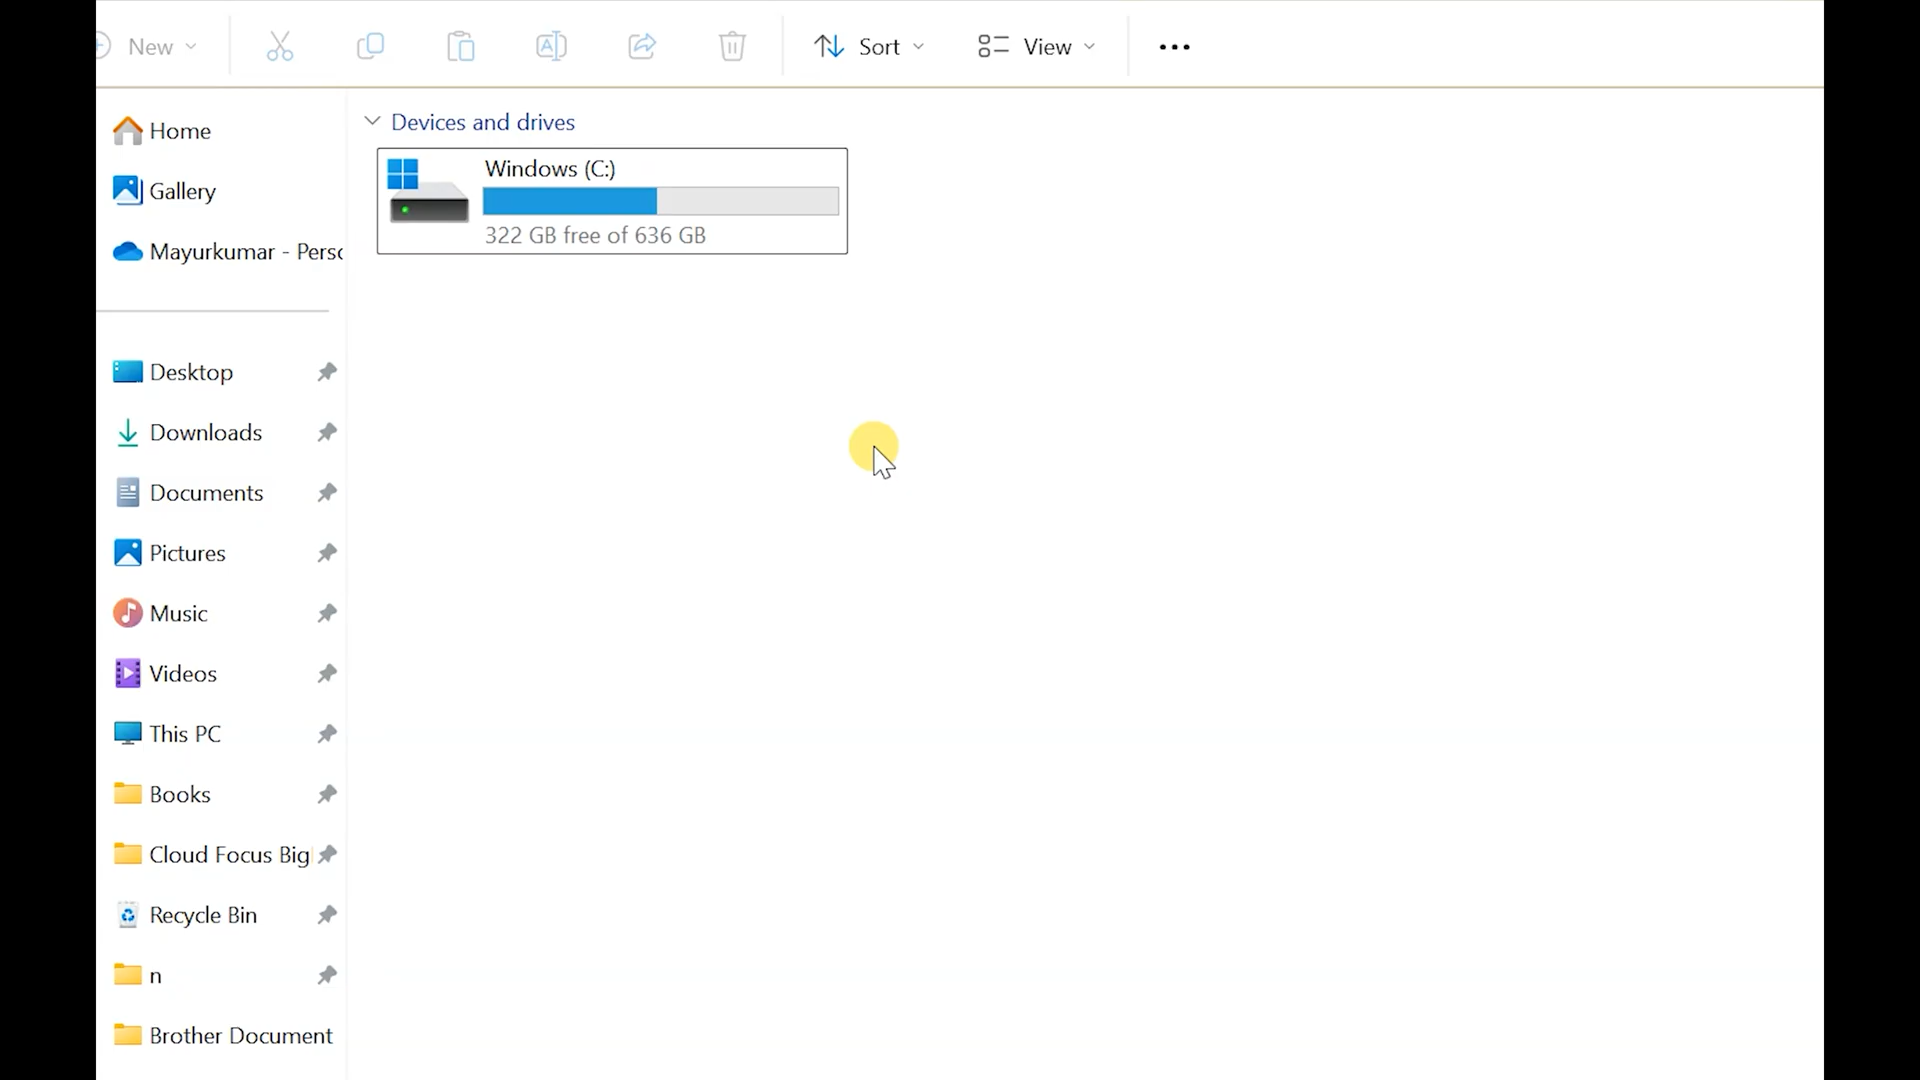 New
Sort
View
Home
Gallery
Mayurkumar - Perso
Desktop
Downloads
Documents
Pictures
Music
Videos
This PC
Books
Cloud Focus Big
Recycle Bin
n
Brother Document
Devices and drives
Windows (C:)
322 GB free of 636 GB